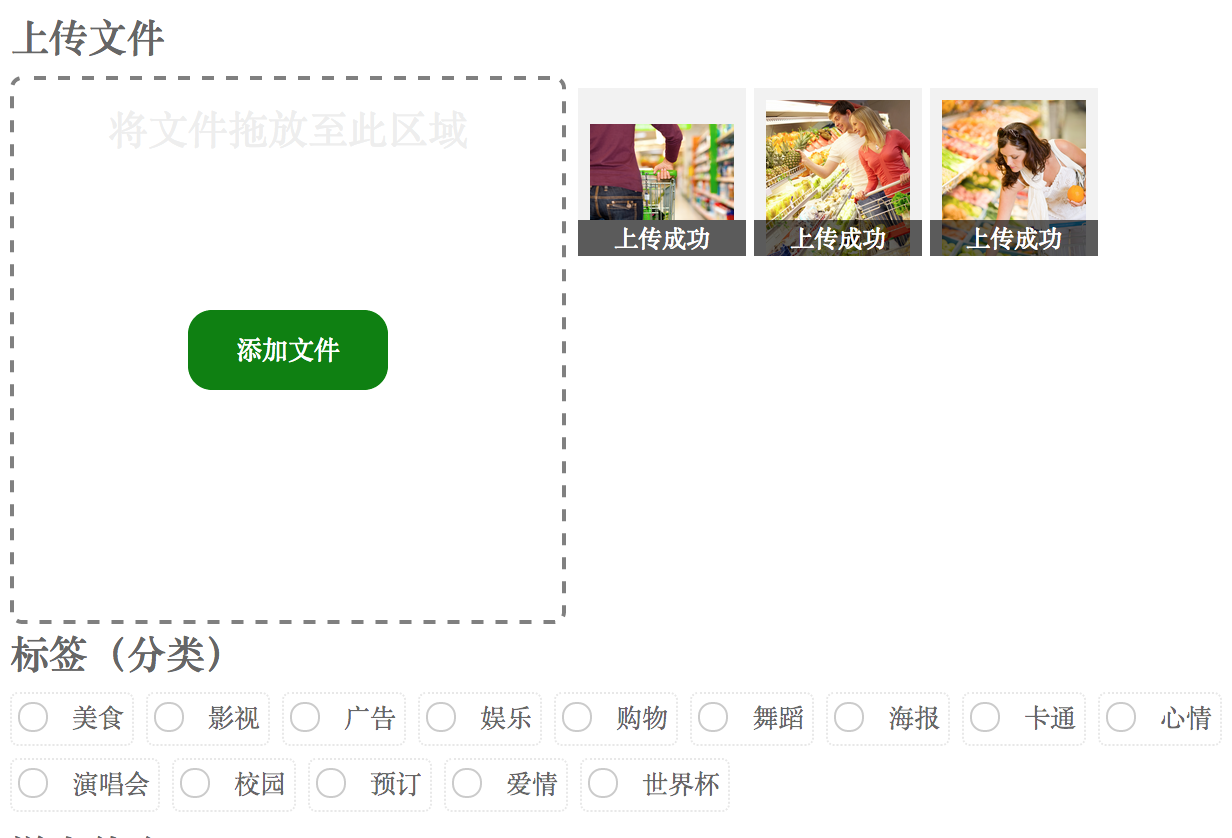 上传文件
将文件拖放至此区域
添加文件
上传成功 上传成功 上传成功
标签（分类）
美食 影视 广告 娱乐 购物 舞蹈 海报 卡通 心情
演唱会 校园 预订 爱情 世界杯